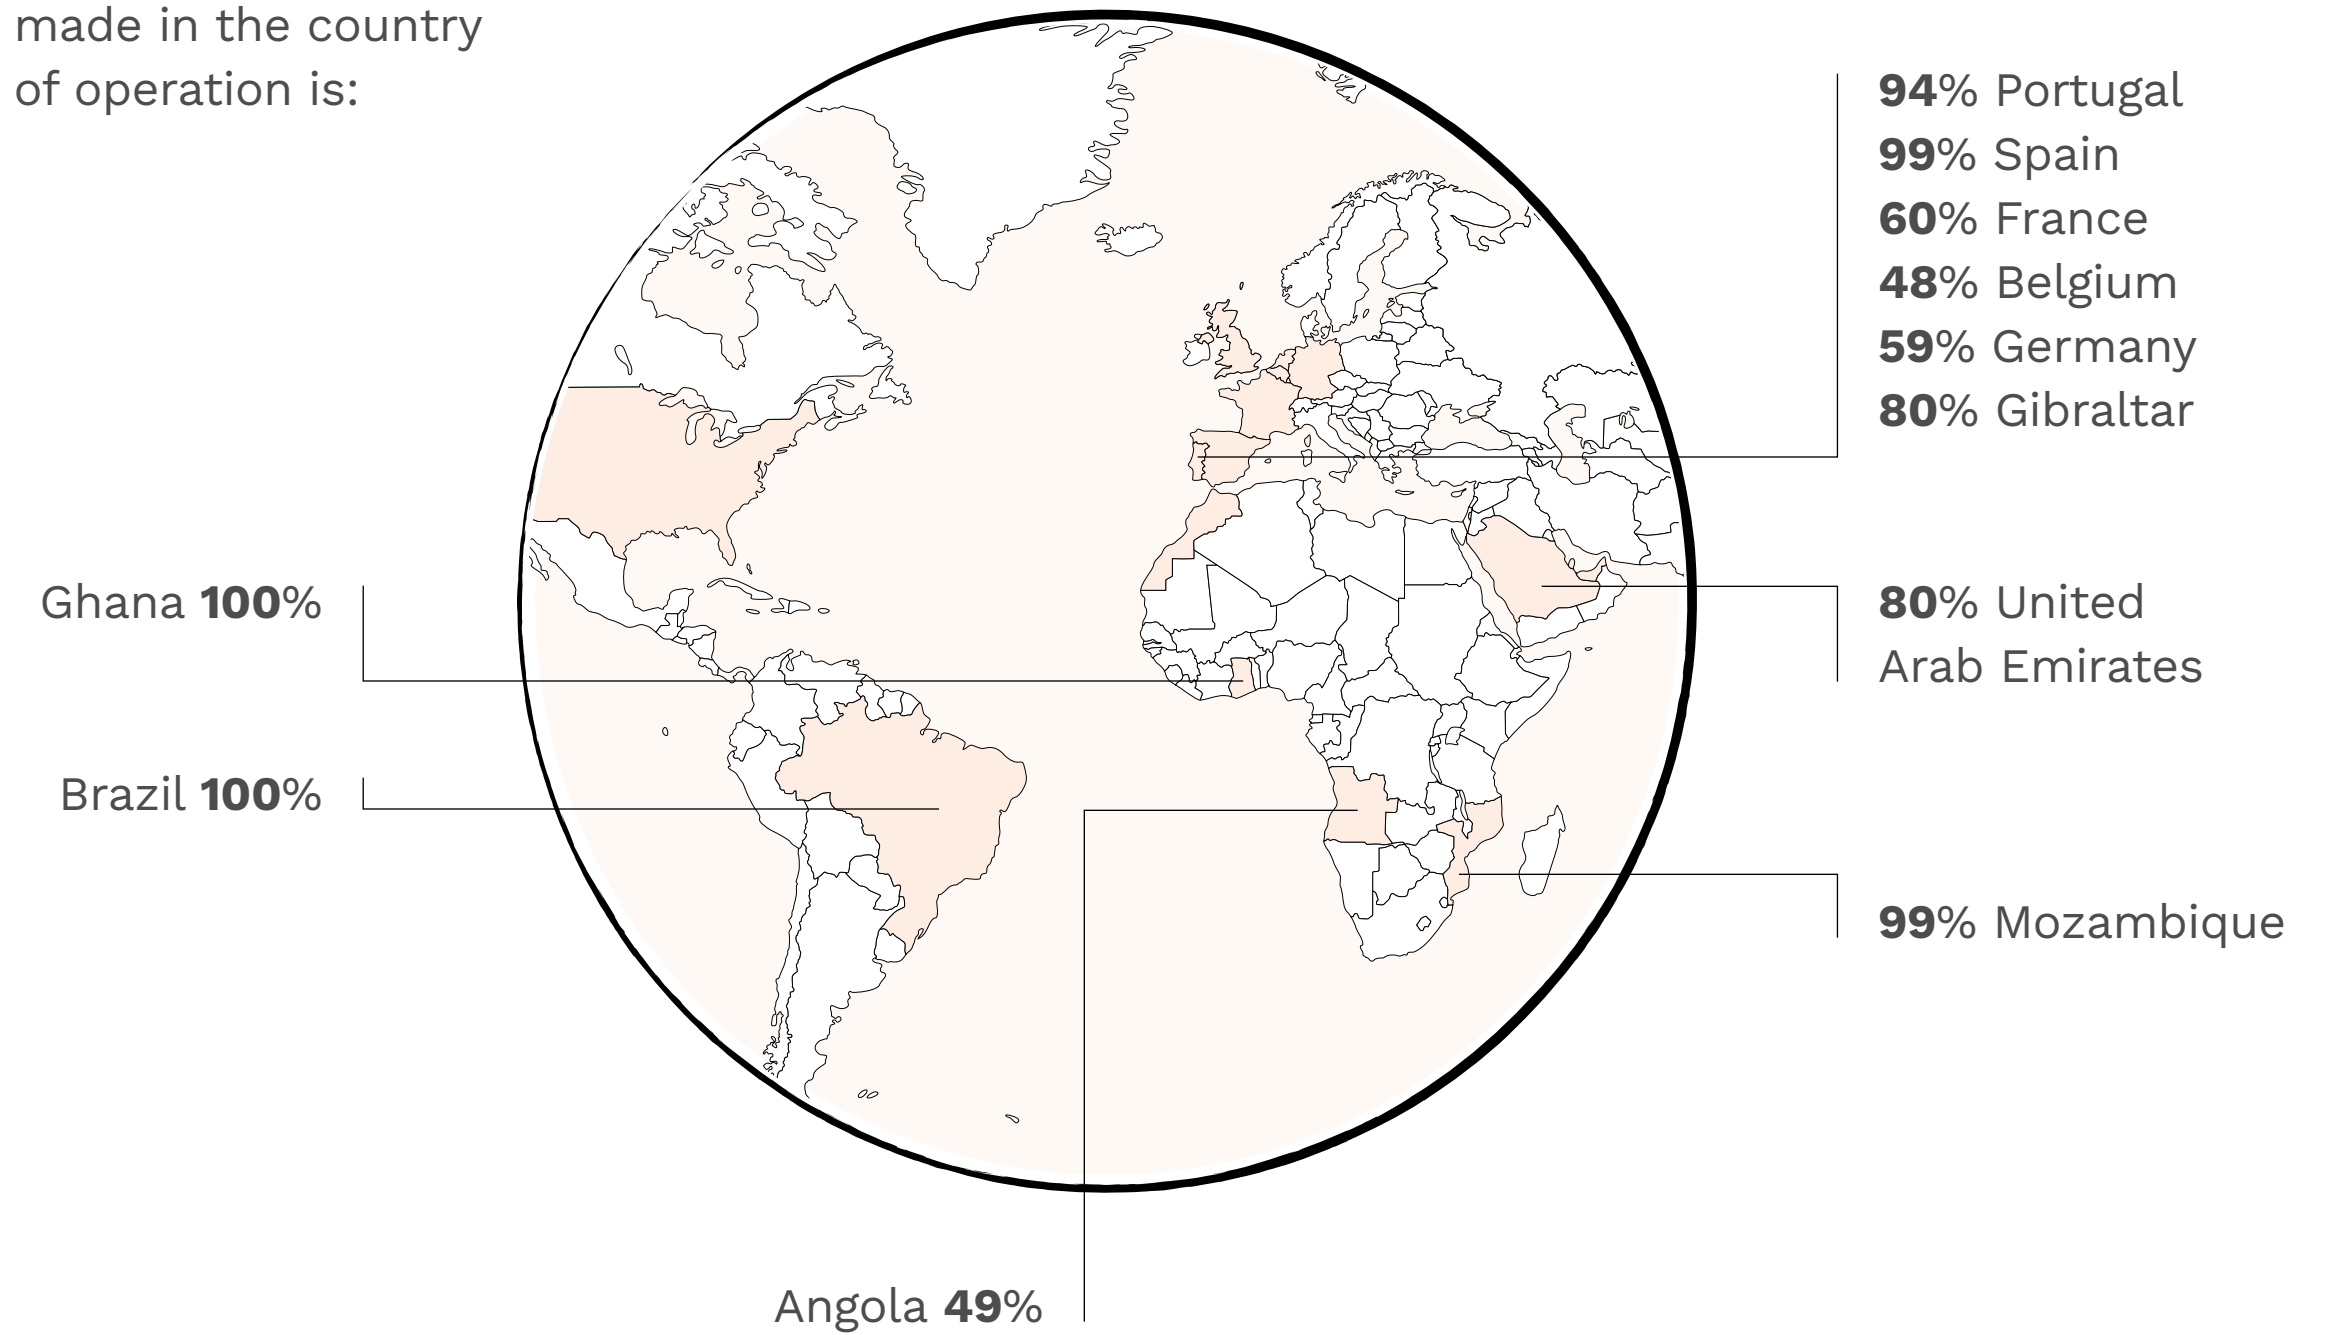 made in the country
of operation is:
94% Portugal
99% Spain
60% France
48% Belgium
59% Germany
80% Gibraltar
Ghana 100%
80% United
Arab Emirates
Brazil 100%
99% Mozambique
Angola 49%